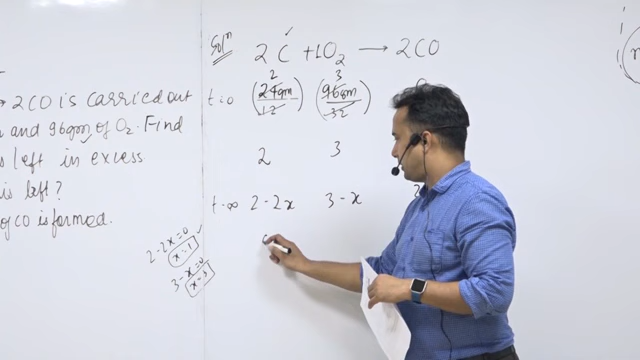 → 2CO is carried out
and 96gm of O₂. Find
left in excess
is left?
of CO is formed.
Solⁿ
2C + 1O₂ → 2CO
2 3
t=0 (24gm/12) (96gm/32)
2 3
t=∞ 2-2x 3-x 2
2-2x=0
x=1
3-x=0
x=3